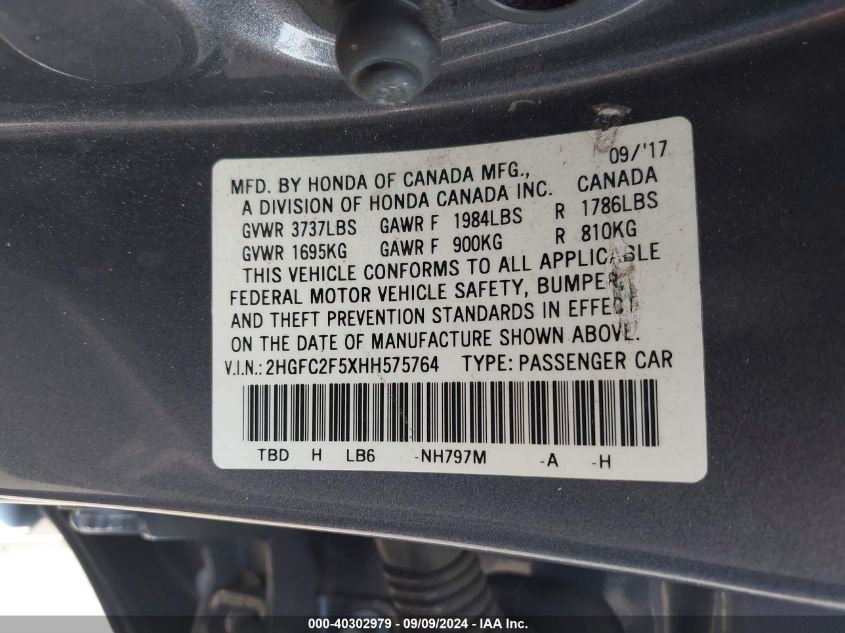 09/'17
MFD. BY HONDA OF CANADA MFG.,
A DIVISION OF HONDA CANADA INC. CANADA
GVWR 3737LBS GAWR F 1984LBS R 1786LBS
GVWR 1695KG GAWR F 900KG R 810KG
THIS VEHICLE CONFORMS TO ALL APPLICABLE
FEDERAL MOTOR VEHICLE SAFETY, BUMPER,
AND THEFT PREVENTION STANDARDS IN EFFECT
ON THE DATE OF MANUFACTURE SHOWN ABOVE.
V.I.N.:2HGFC2F5XHH575764 TYPE:PASSENGER CAR
TBD H LB6 -NH797M -A -H
000-40302979 - 09/09/2024 - IAA Inc.